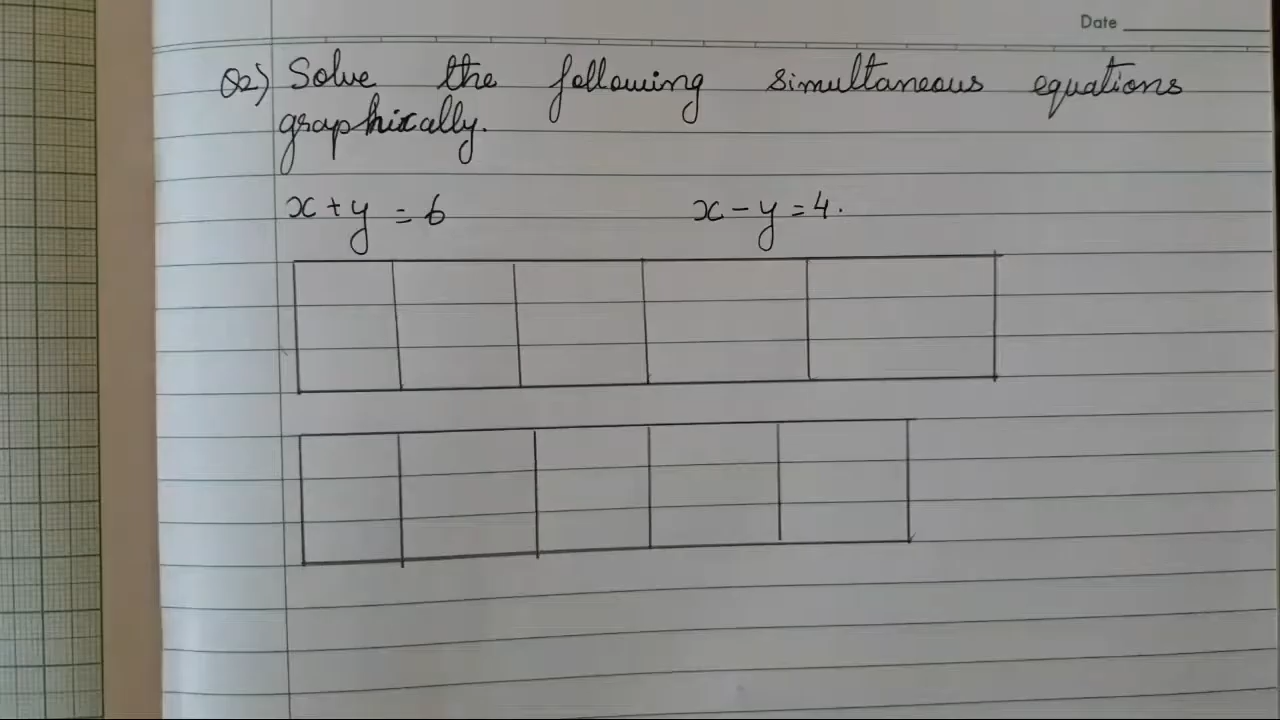 Date
Q2) Solve the following simultaneous equations
graphically.
x + y = 6 x - y = 4.